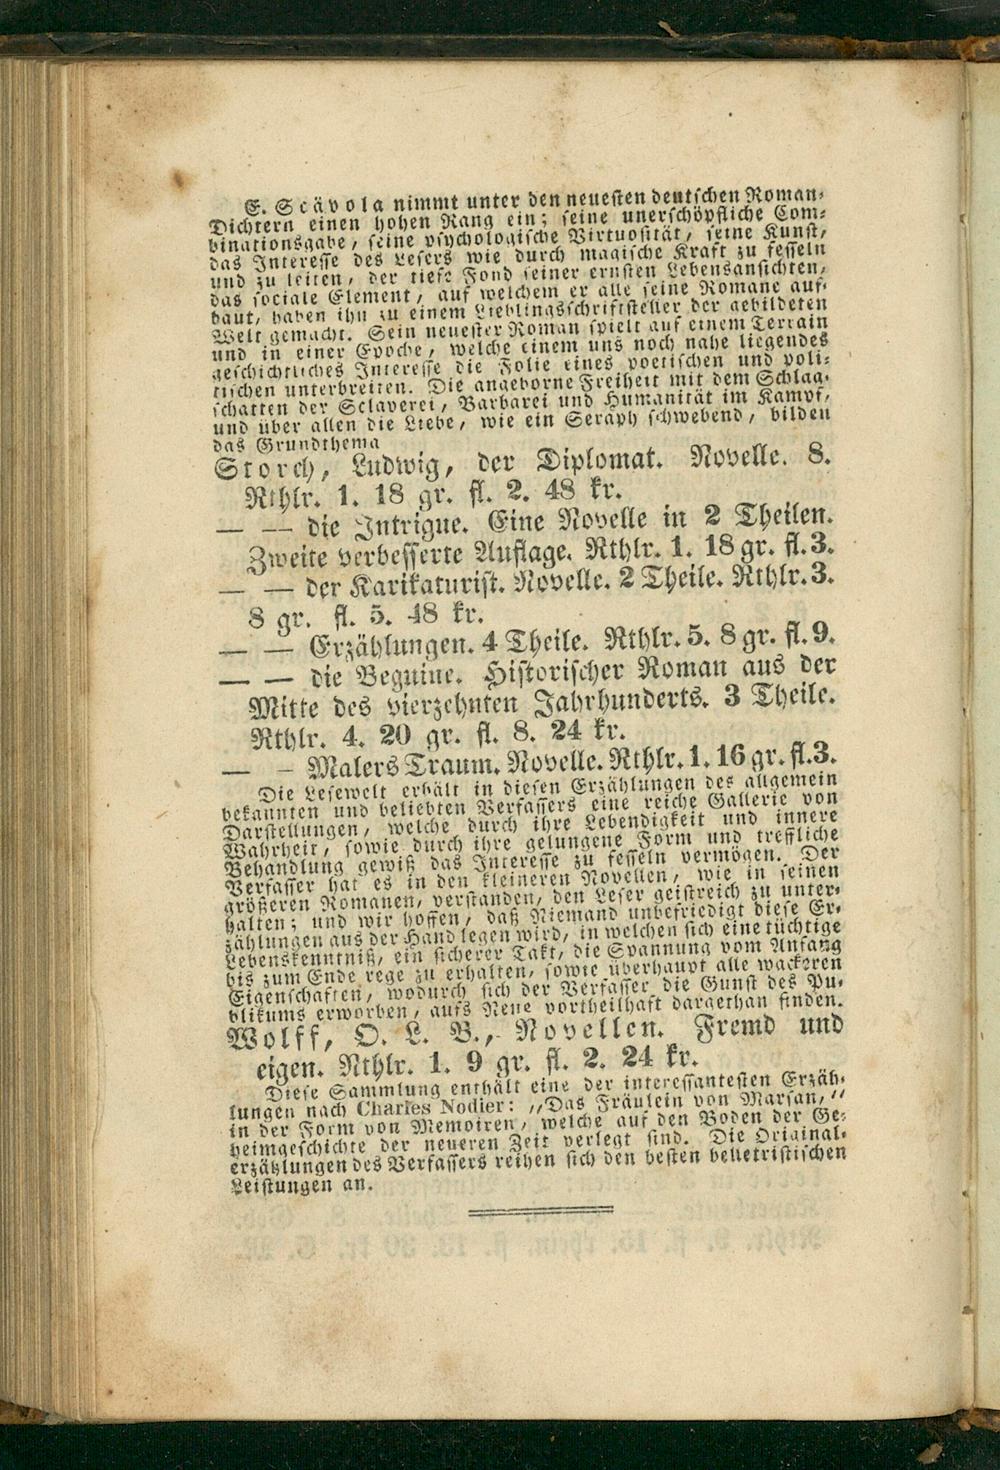 E. Scävola nimmt unter den neuesten deutschen Roman-
Dichtern einen hohen Rang ein; seine unerschöpfliche Com-
binationsgabe, seine psychologische Virtuosität, seine Kunst,
das Interesse des Lesers wie durch magische Kraft zu fesseln
und zu leiten, der tiefe Fond seiner ernsten Lebensansichten,
das sociale Element, auf welchem er alle seine Romane auf-
baut, haben ihn zu einem Lieblingsschriftsteller der gebildeten
Welt gemacht. Sein neuester Roman spielt auf einem Terrain
und in einer Epoche, welche einem uns noch nahe liegendes
geschichtliches Interesse die Folie eines poetischen und poli-
tischen unterbreiten. Die angeborne Freiheit mit dem Schlag-
schatten der Sclaverei, Barbarei und Humanität im Kampf,
und über allen die Liebe, wie ein Seraph schwebend, bilden
das Grundthema
Storch, Ludwig, der Diplomat. Novelle. 8.
Rthlr. 1. 18 gr. fl. 2. 48 kr.
— — die Intrigue. Eine Novelle in 2 Theilen.
Zweite verbesserte Auflage. Rthlr. 1. 18 gr. fl. 3.
— — der Karikaturist. Novelle. 2 Theile. Rthlr. 3.
8 gr. fl. 5. 48 kr.
— — Erzählungen. 4 Theile. Rthlr. 5. 8 gr. fl. 9.
— — die Beguine. Historischer Roman aus der
Mitte des vierzehnten Jahrhunderts. 3 Theile.
Rthlr. 4. 20 gr. fl. 8. 24 kr.
— – Malers Traum. Novelle. Rthlr. 1. 16 gr. fl. 3.
Die Lesewelt erhält in diesen Erzählungen des allgemein
bekannten und beliebten Verfassers eine reiche Gallerie von
Darstellungen, welche durch ihre Lebendigkeit und innere
Wahrheit, sowie durch ihre gelungene Form und treffliche
Behandlung gewiß das Interesse zu fesseln vermögen. Der
Verfasser hat es in den kleineren Novellen, wie in seinen
größeren Romanen, verstanden, den Leser geistreich zu unter-
halten; und wir hoffen, daß Niemand unbefriedigt diese Er-
zählungen aus der Hand legen wird, in welchen sich eine tüchtige
Lebenskenntniß, ein sicherer Takt, die Spannung vom Anfang
bis zum Ende rege zu erhalten, sowie überhaupt alle wackeren
Eigenschaften, wodurch sich der Verfasser die Gunst des Pu-
blikums erworben, aufs Neue vortheilhaft dargethan finden.
Wolff, O. L. B., Novellen. Fremd und
eigen. Rthlr. 1. 9 gr. fl. 2. 24 kr.
Diese Sammlung enthält eine der interessantesten Erzäh-
lungen nach Charles Nodier: „Das Fräulein von Marsan,“
in der Form von Memoiren, welche auf den Boden der Ge-
heimgeschichte der neueren Zeit verlegt sind. Die Original-
erzählungen des Verfassers reihen sich den besten belletristischen
Leistungen an.